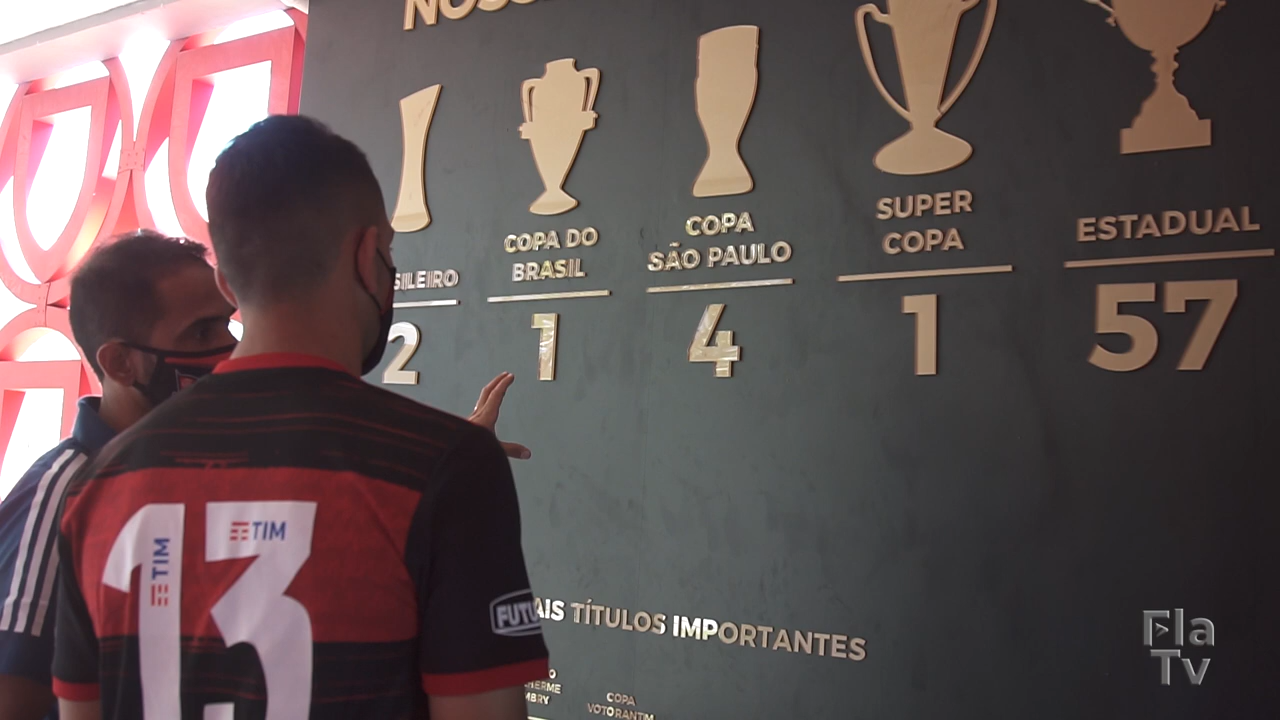 SILEIRO
2
COPA DO
BRASIL
1
COPA
SÃO PAULO
4
SUPER
COPA
1
ESTADUAL
57
13
TIM
TIM
FUTU
AIS TÍTULOS IMPORTANTES
COPA
VOTORANTIM
Fla
Tv